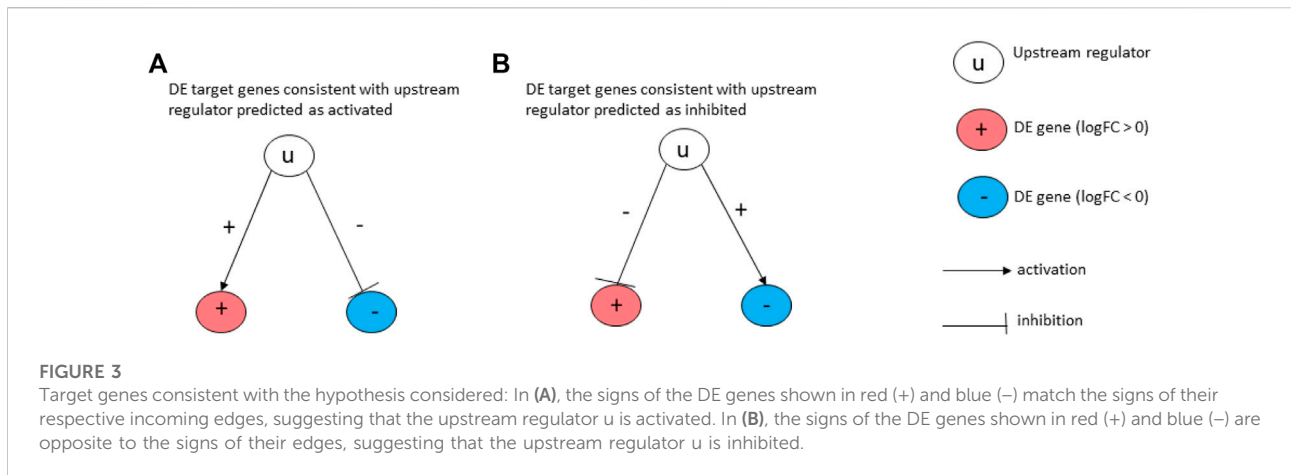 A
DE target genes consistent with upstream
regulator predicted as activated
u
+
-
+
-
B
DE target genes consistent with upstream
regulator predicted as inhibited
u
-
+
+
-
u
Upstream regulator
+
DE gene (logFC > 0)
-
DE gene (logFC < 0)
activation
inhibition
FIGURE 3
Target genes consistent with the hypothesis considered: In (A), the signs of the DE genes shown in red (+) and blue (–) match the signs of their
respective incoming edges, suggesting that the upstream regulator u is activated. In (B), the signs of the DE genes shown in red (+) and blue (–) are
opposite to the signs of their edges, suggesting that the upstream regulator u is inhibited.